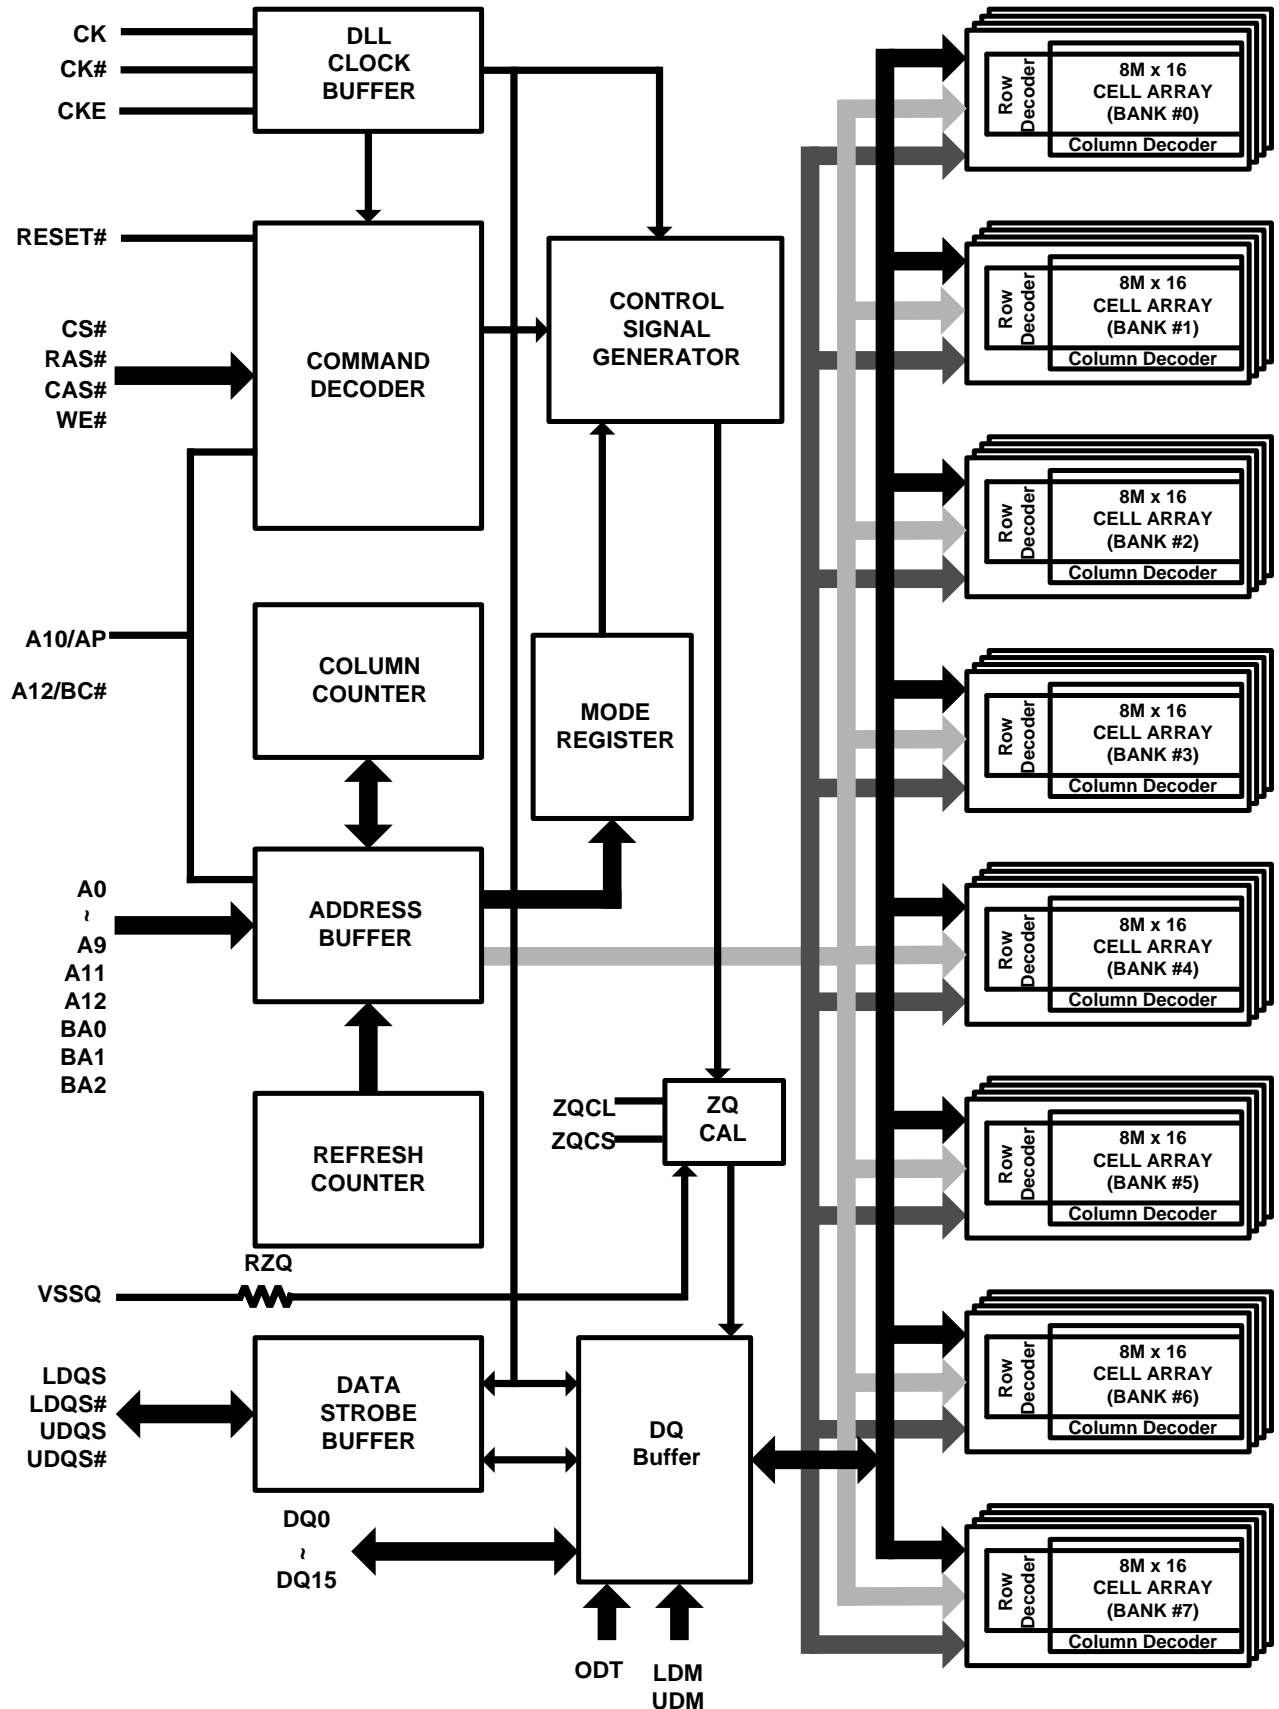 CK
CK#
CKE
DLL
CLOCK
BUFFER
RESET#
CS#
RAS#
CAS#
WE#
COMMAND
DECODER
CONTROL
SIGNAL
GENERATOR
A10/AP
A12/BC#
COLUMN
COUNTER
MODE
REGISTER
A0
~
A9
A11
A12
BA0
BA1
BA2
ADDRESS
BUFFER
REFRESH
COUNTER
ZQCL
ZQCS
ZQ
CAL
RZQ
VSSQ
LDQS
LDQS#
UDQS
UDQS#
DATA
STROBE
BUFFER
DQ
Buffer
DQ0
~
DQ15
ODT
LDM
UDM
Row
Decoder
8M x 16
CELL ARRAY
(BANK #0)
Column Decoder
Row
Decoder
8M x 16
CELL ARRAY
(BANK #1)
Column Decoder
Row
Decoder
8M x 16
CELL ARRAY
(BANK #2)
Column Decoder
Row
Decoder
8M x 16
CELL ARRAY
(BANK #3)
Column Decoder
Row
Decoder
8M x 16
CELL ARRAY
(BANK #4)
Column Decoder
Row
Decoder
8M x 16
CELL ARRAY
(BANK #5)
Column Decoder
Row
Decoder
8M x 16
CELL ARRAY
(BANK #6)
Column Decoder
Row
Decoder
8M x 16
CELL ARRAY
(BANK #7)
Column Decoder